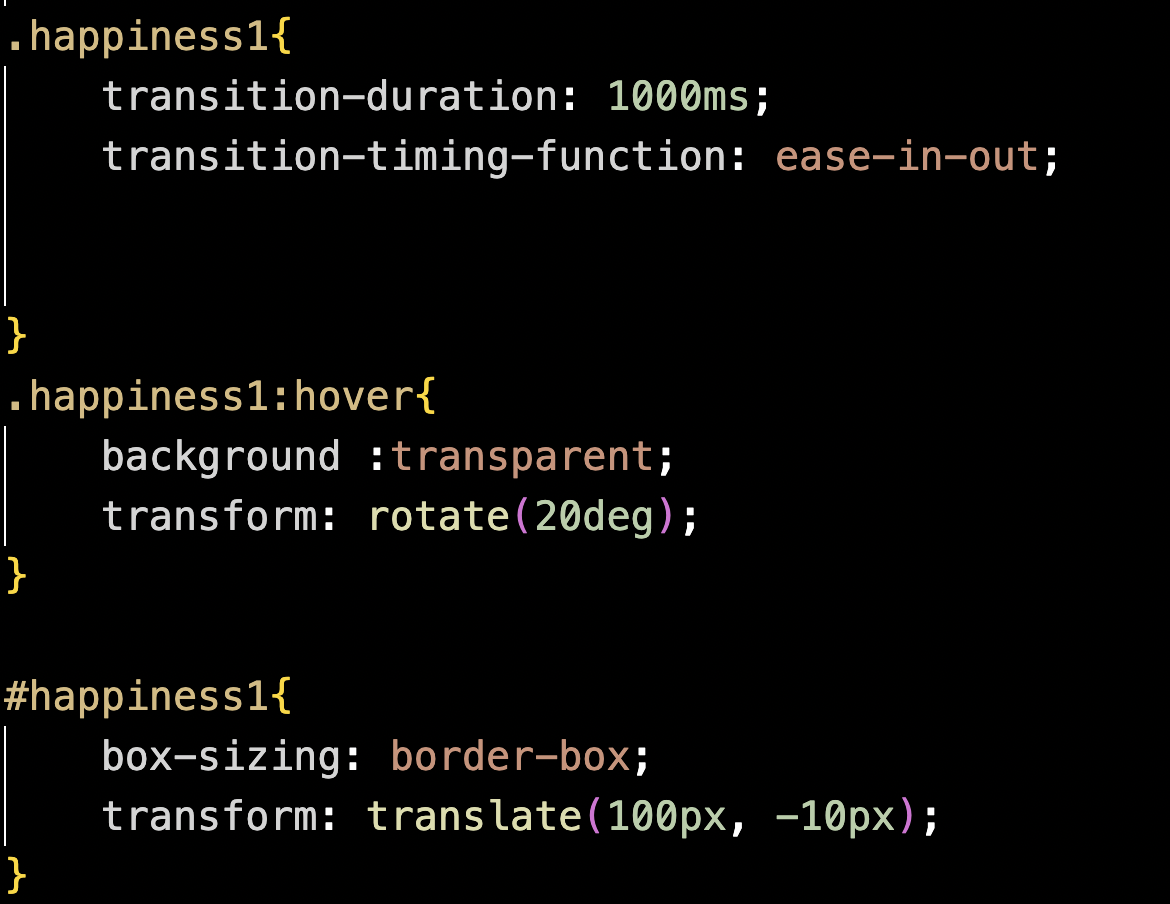 .happiness1{
    transition-duration: 1000ms;
    transition-timing-function: ease-in-out;
}
.happiness1:hover{
    background :transparent;
    transform: rotate(20deg);
}
#happiness1{
    box-sizing: border-box;
    transform: translate(100px, -10px);
}